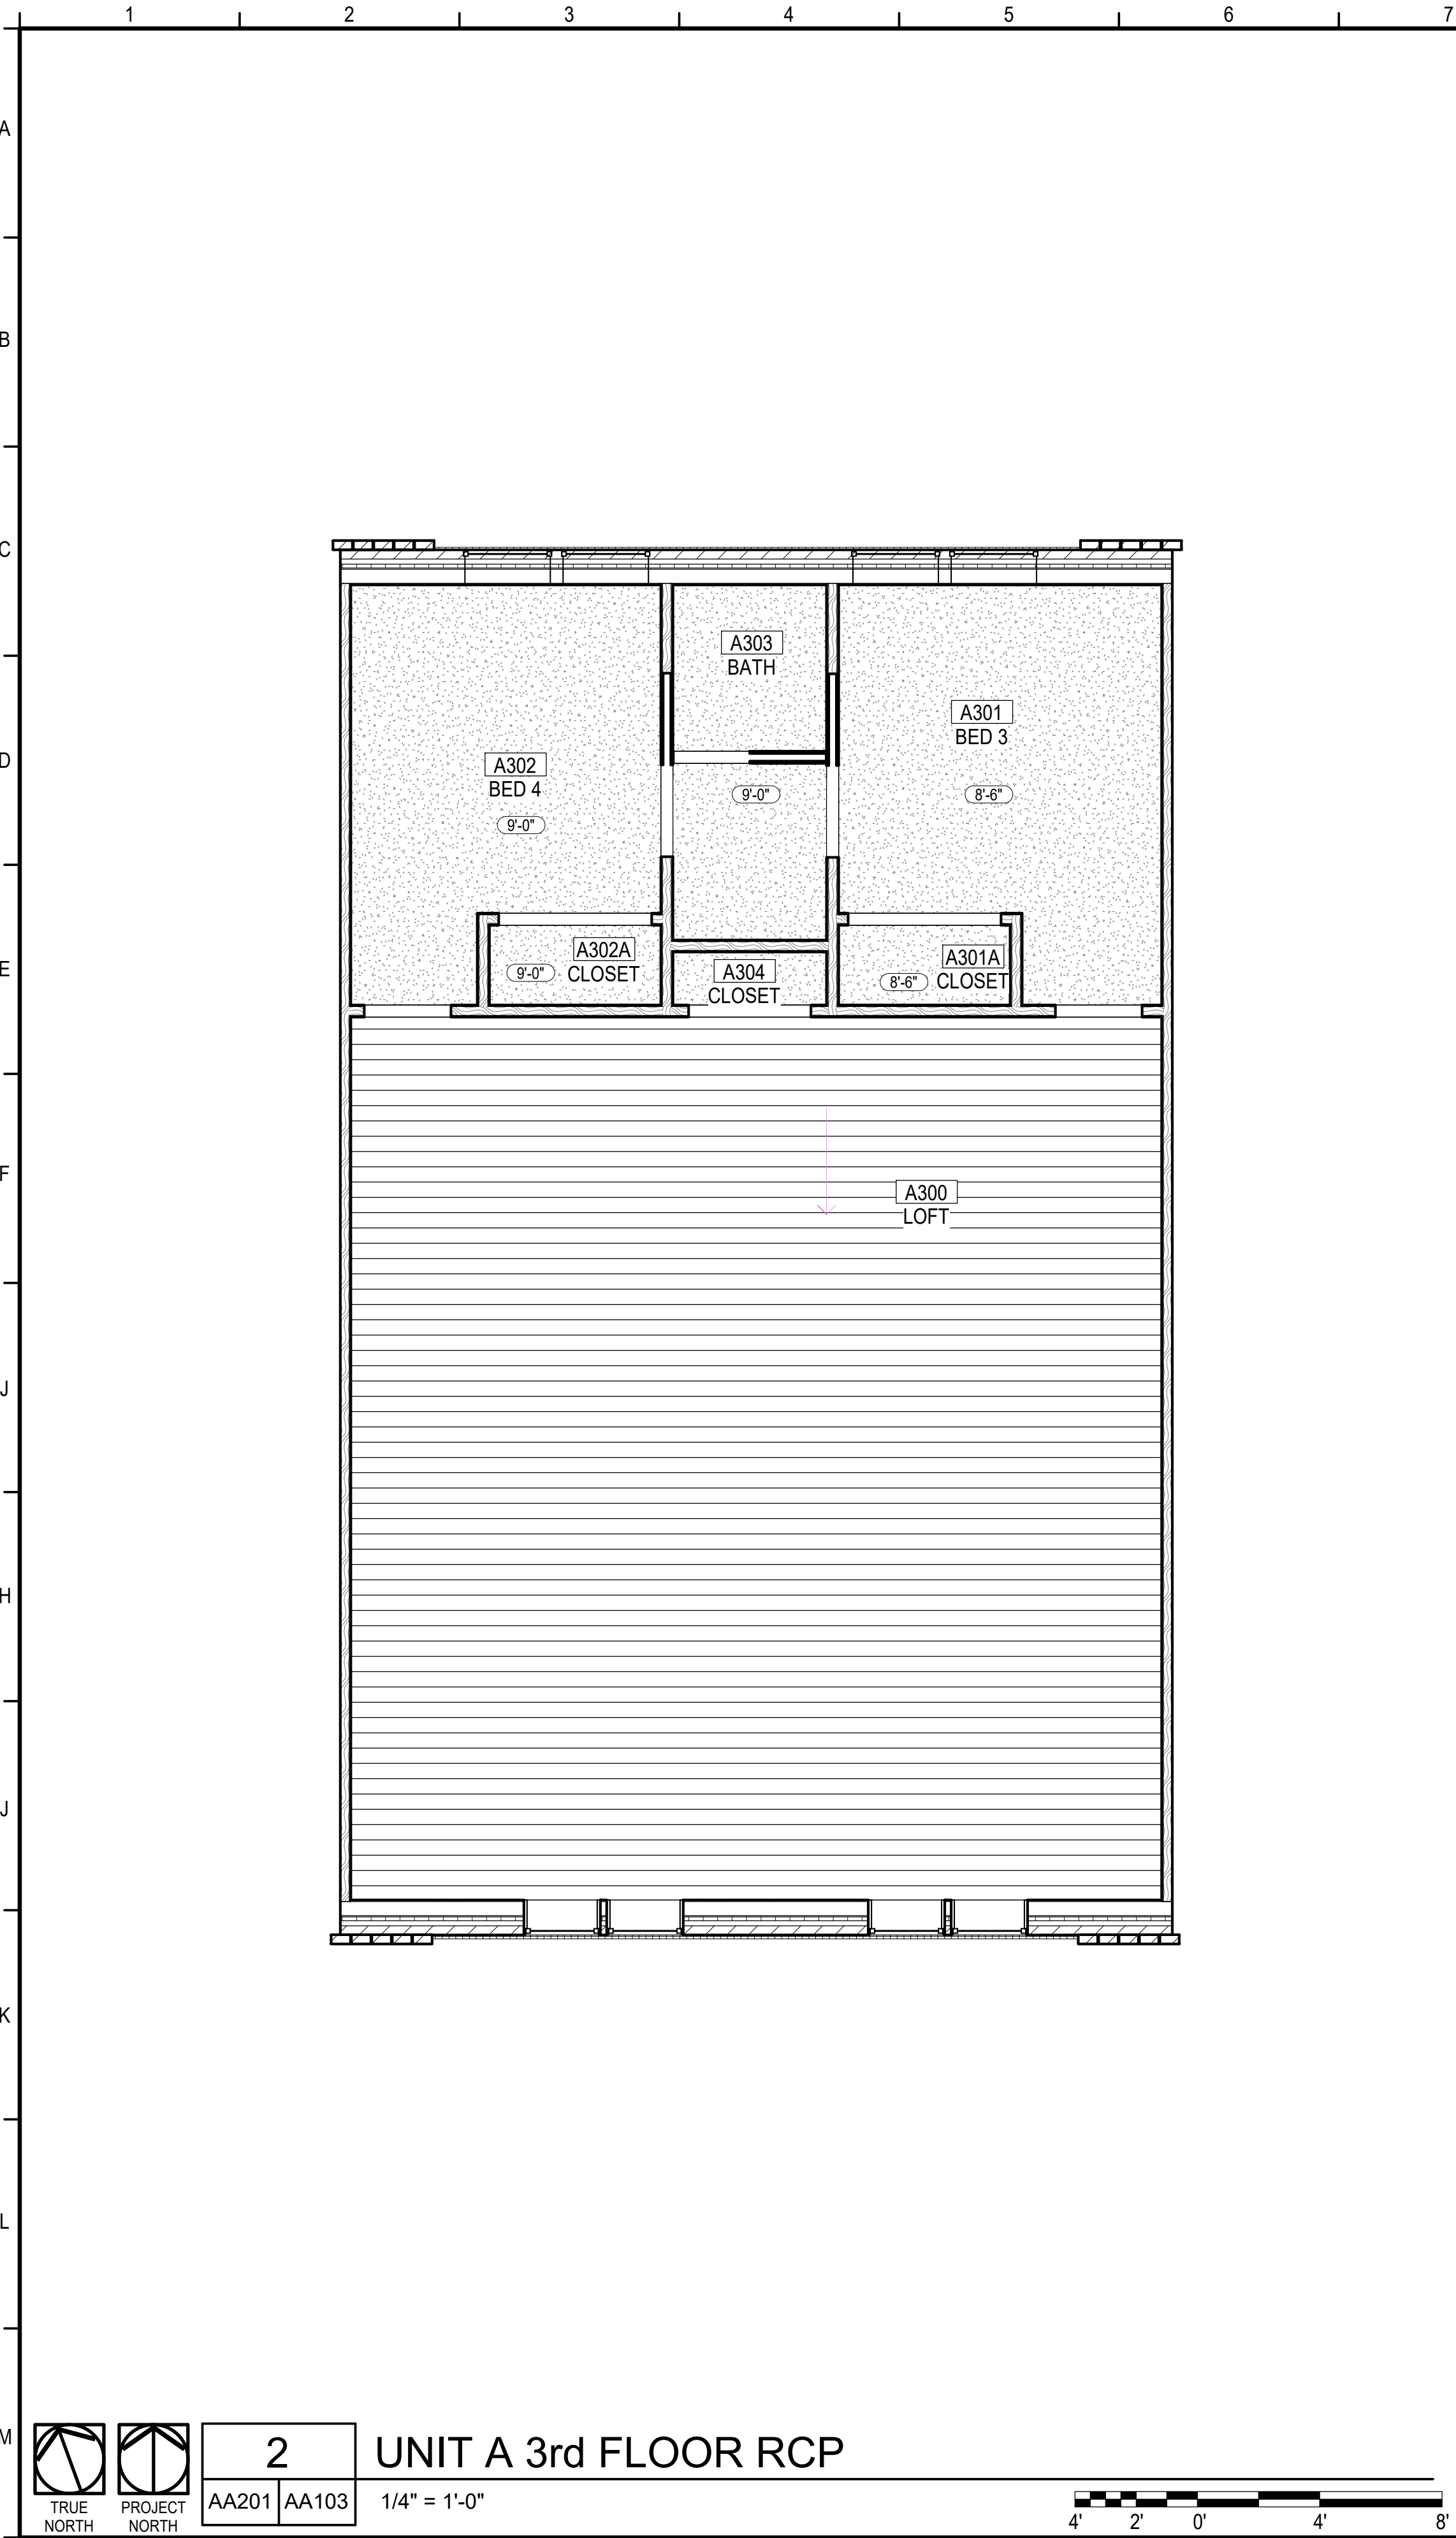 1 2 3 4 5 6 7
A
B
C
D
E
F
J
H
J
K
L
M
A303
BATH
A301
BED 3
A302
BED 4
9'-0"
8'-6"
9'-0"
A302A
CLOSET
9'-0"
A304
CLOSET
A301A
CLOSET
8'-6"
A300
LOFT
TRUE
NORTH
PROJECT
NORTH
2
AA201 AA103
UNIT A 3rd FLOOR RCP
1/4" = 1'-0"
4' 2' 0' 4' 8'